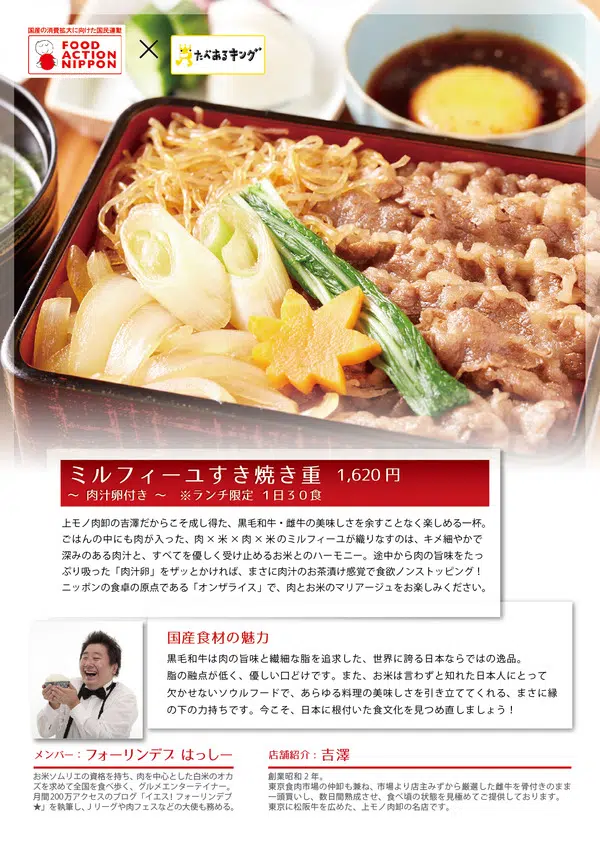 国産の消費拡大に向けた国民運動
FOOD
ACTION
NIPPON
×
たべあるキング
ミルフィーユすき焼き重 1,620円
～ 肉汁卵付き ～ ※ランチ限定 1日30食
上モノ肉卸の吉澤だからこそ成し得た、黒毛和牛・雌牛の美味しさを余すことなく楽しめる一杯。
ごはんの中にも肉が入った、肉×米×肉×米のミルフィーユが織りなすのは、キメ細やかで
深みのある肉汁と、すべてを優しく受け止めるお米とのハーモニー。途中から肉の旨味をたっ
ぷり吸った「肉汁卵」をザッとかければ、まさに肉汁のお茶漬け感覚で食欲ノンストッピング！
ニッポンの食卓の原点である「オンザライス」で、肉とお米のマリアージュをお楽しみください。
国産食材の魅力
黒毛和牛は肉の旨味と繊細な脂を追求した、世界に誇る日本ならではの逸品。
脂の融点が低く、優しい口どけです。また、お米は言わずと知れた日本人にとって
欠かせないソウルフードで、あらゆる料理の美味しさを引き立ててくれる、まさに縁
の下の力持ちです。今こそ、日本に根付いた食文化を見つめ直しましょう！
メンバー：フォーリンデブ はっしー
お米ソムリエの資格を持ち、肉を中心とした白米のオカ
ズを求めて全国を食べ歩く、グルメエンターテイナー。
月間200万アクセスのブログ「イエス！フォーリンデブ
★」を執筆し、Jリーグや肉フェスなどの大使も務める。
店舗紹介：吉澤
創業昭和2年。
東京食肉市場の仲卸も兼ね、市場より店主みずから厳選した雌牛を骨付きのまま
一頭買いし、数日間熟成させ、食べ頃の状態を見極めてご提供しております。
東京に松阪牛を広めた、上モノ肉卸の名店です。